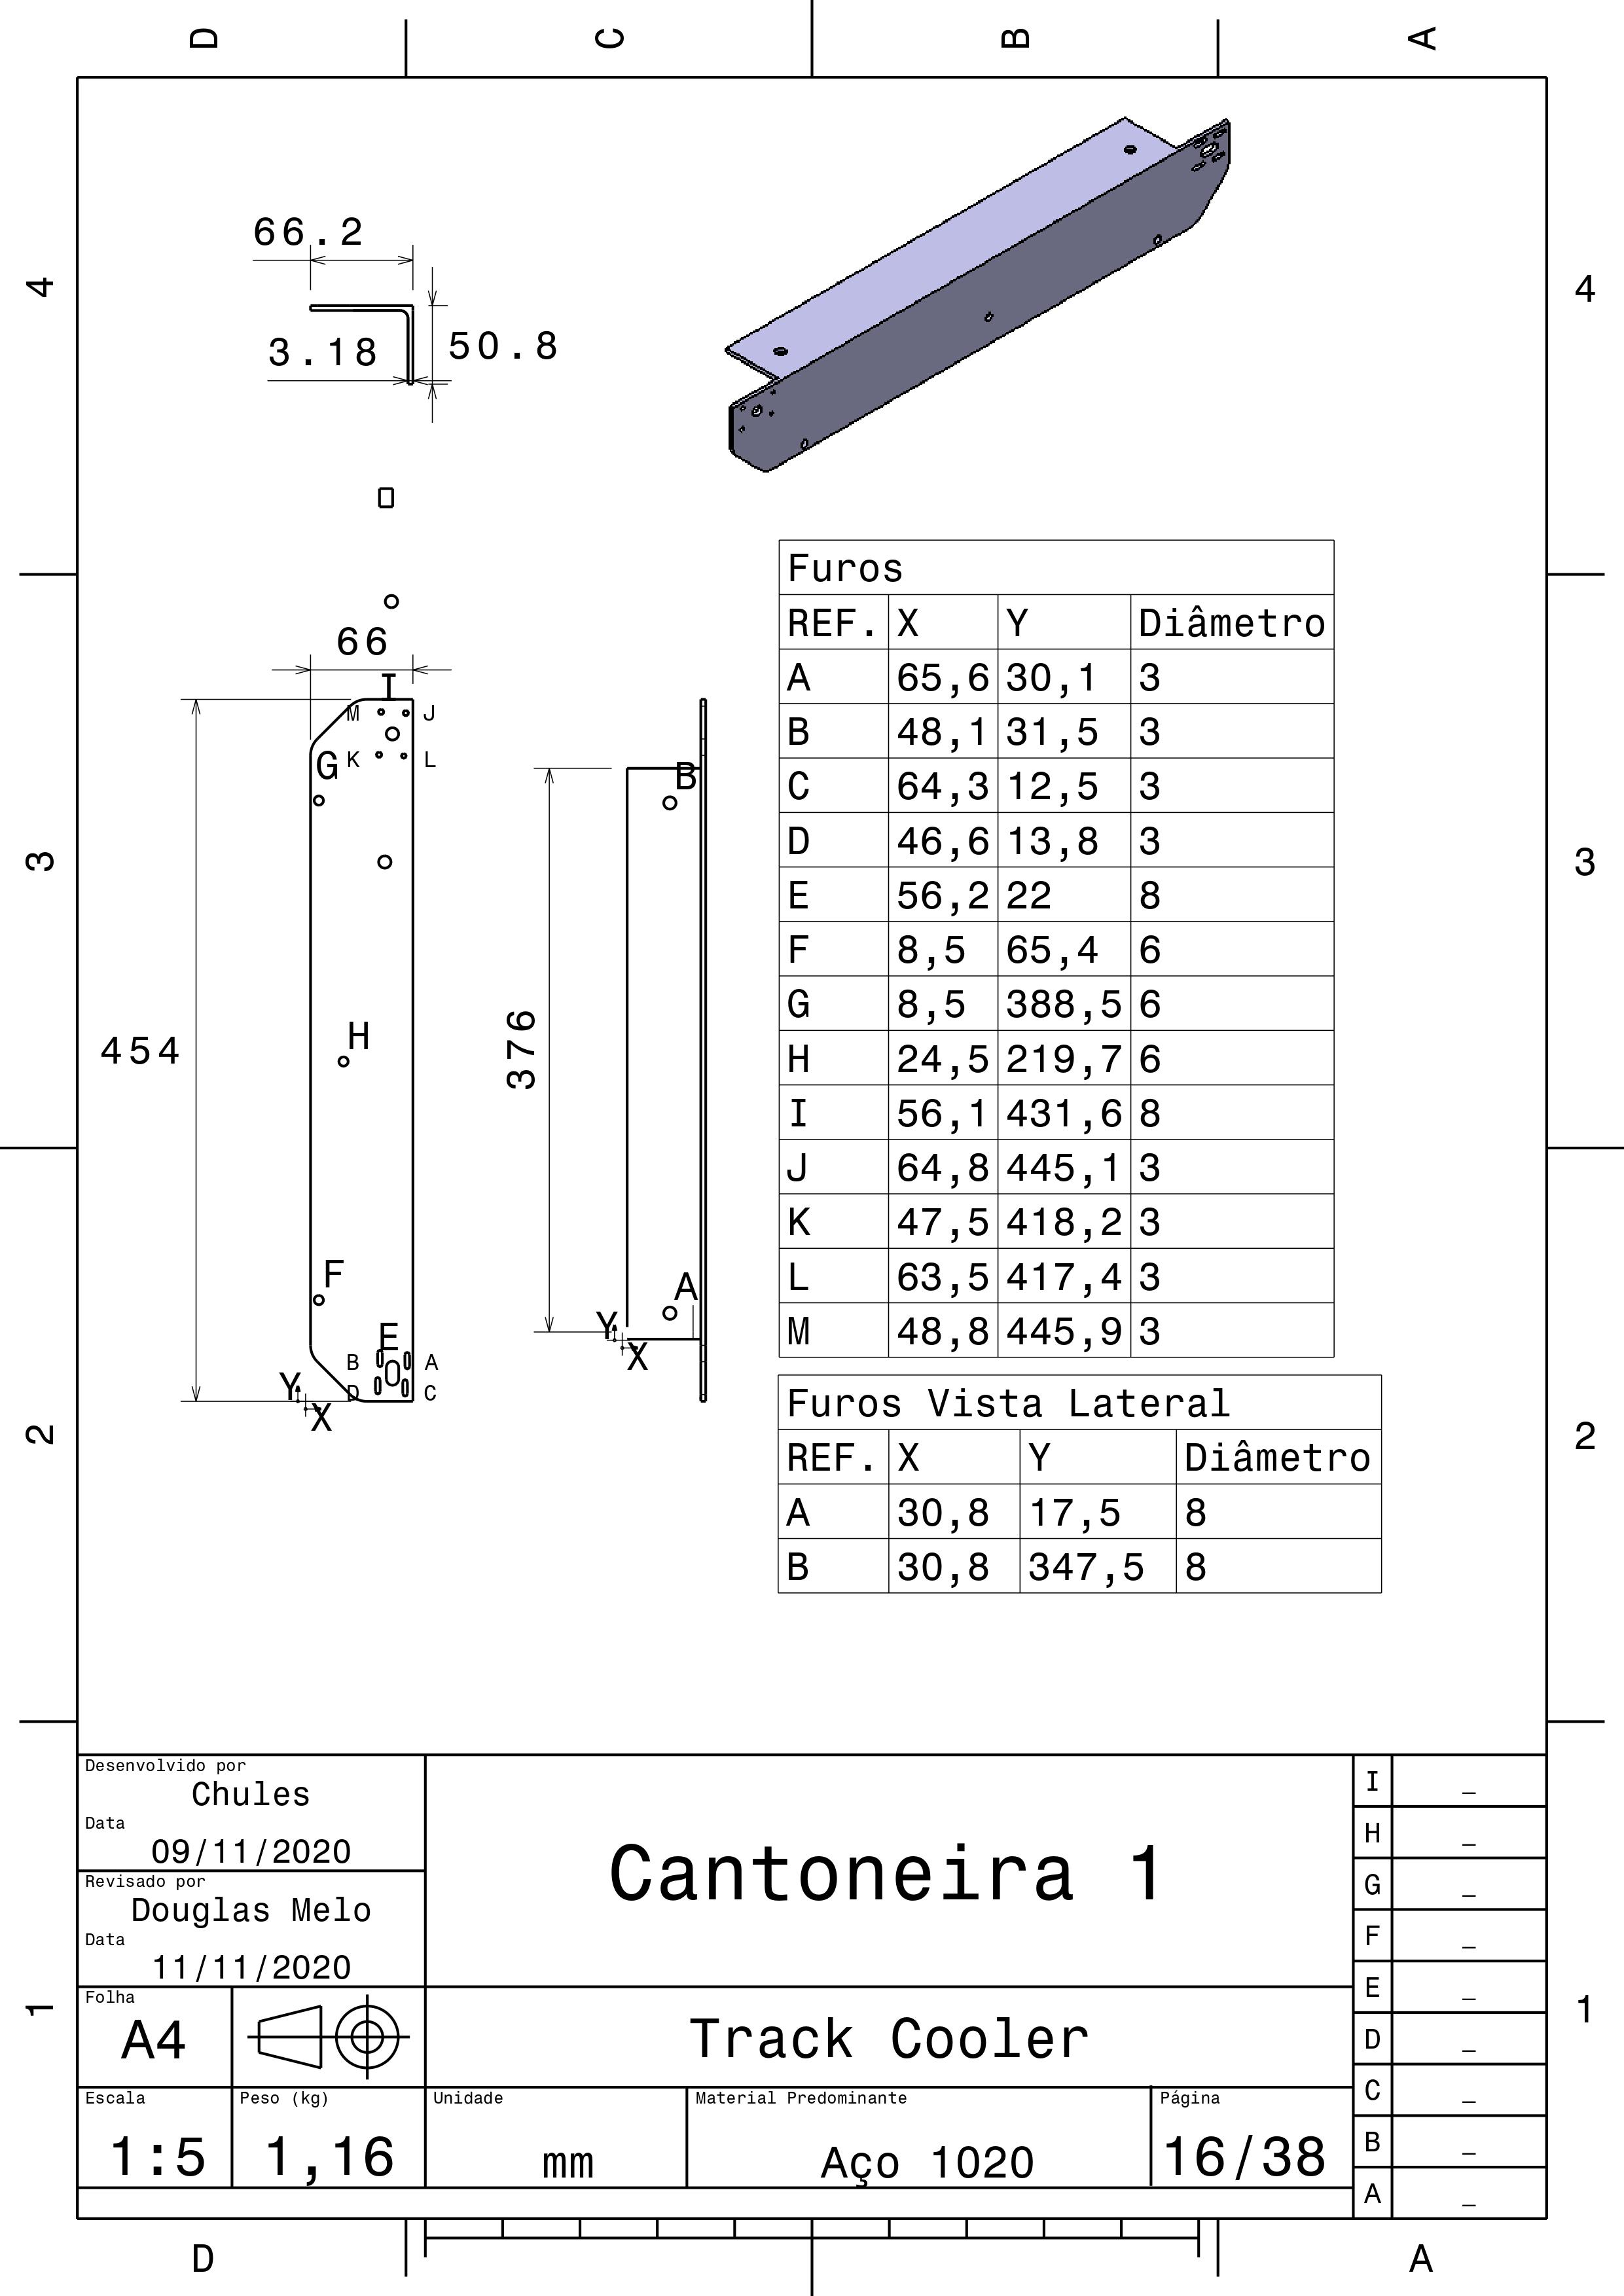 D C B A
4 4
66.2
3.18
50.8
Furos
REF. X Y Diâmetro
A 65,6 30,1 3
B 48,1 31,5 3
C 64,3 12,5 3
D 46,6 13,8 3
E 56,2 22 8
F 8,5 65,4 6
G 8,5 388,5 6
H 24,5 219,7 6
I 56,1 431,6 8
J 64,8 445,1 3
K 47,5 418,2 3
L 63,5 417,4 3
M 48,8 445,9 3
66
I
M J
G K L
B
3 3
H
454
376
F
A
E
B A
D C
Y
X
Y
X
Furos Vista Lateral
REF. X Y Diâmetro
A 30,8 17,5 8
B 30,8 347,5 8
2 2
Desenvolvido por
Chules
Data
09/11/2020
Revisado por
Douglas Melo
Data
11/11/2020
Cantoneira 1
Folha
A4
Track Cooler
Escala
1:5
Peso (kg)
1,16
Unidade
mm
Material Predominante
Aço 1020
Página
16/38
I _
H _
G _
F _
E _
D _
C _
B _
A _
1 1
D A